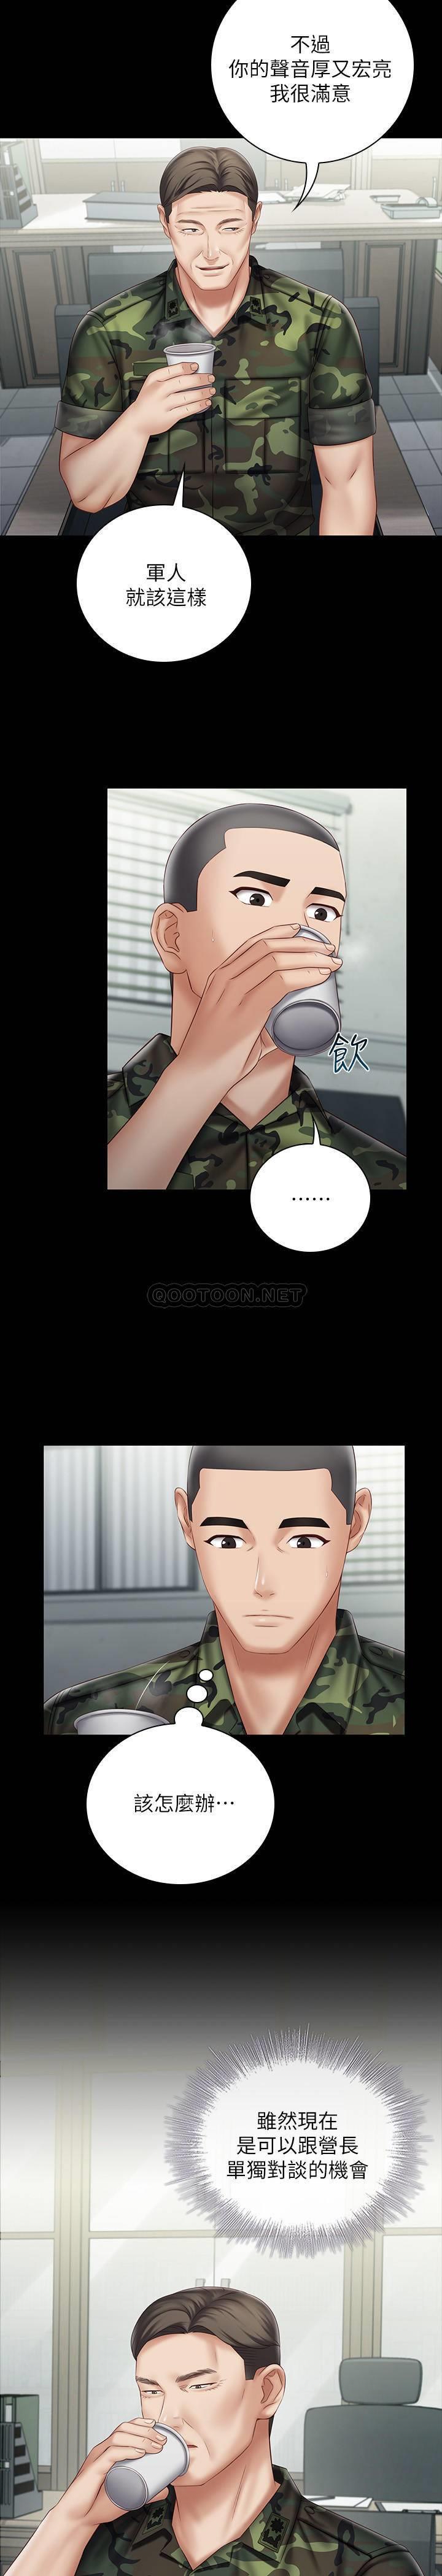 不過
你的聲音厚又宏亮
我很滿意
軍人
就該這樣
飲
……
QOOTOON.NET
該怎麼辦…
雖然現在
是可以跟營長
單獨對談的機會